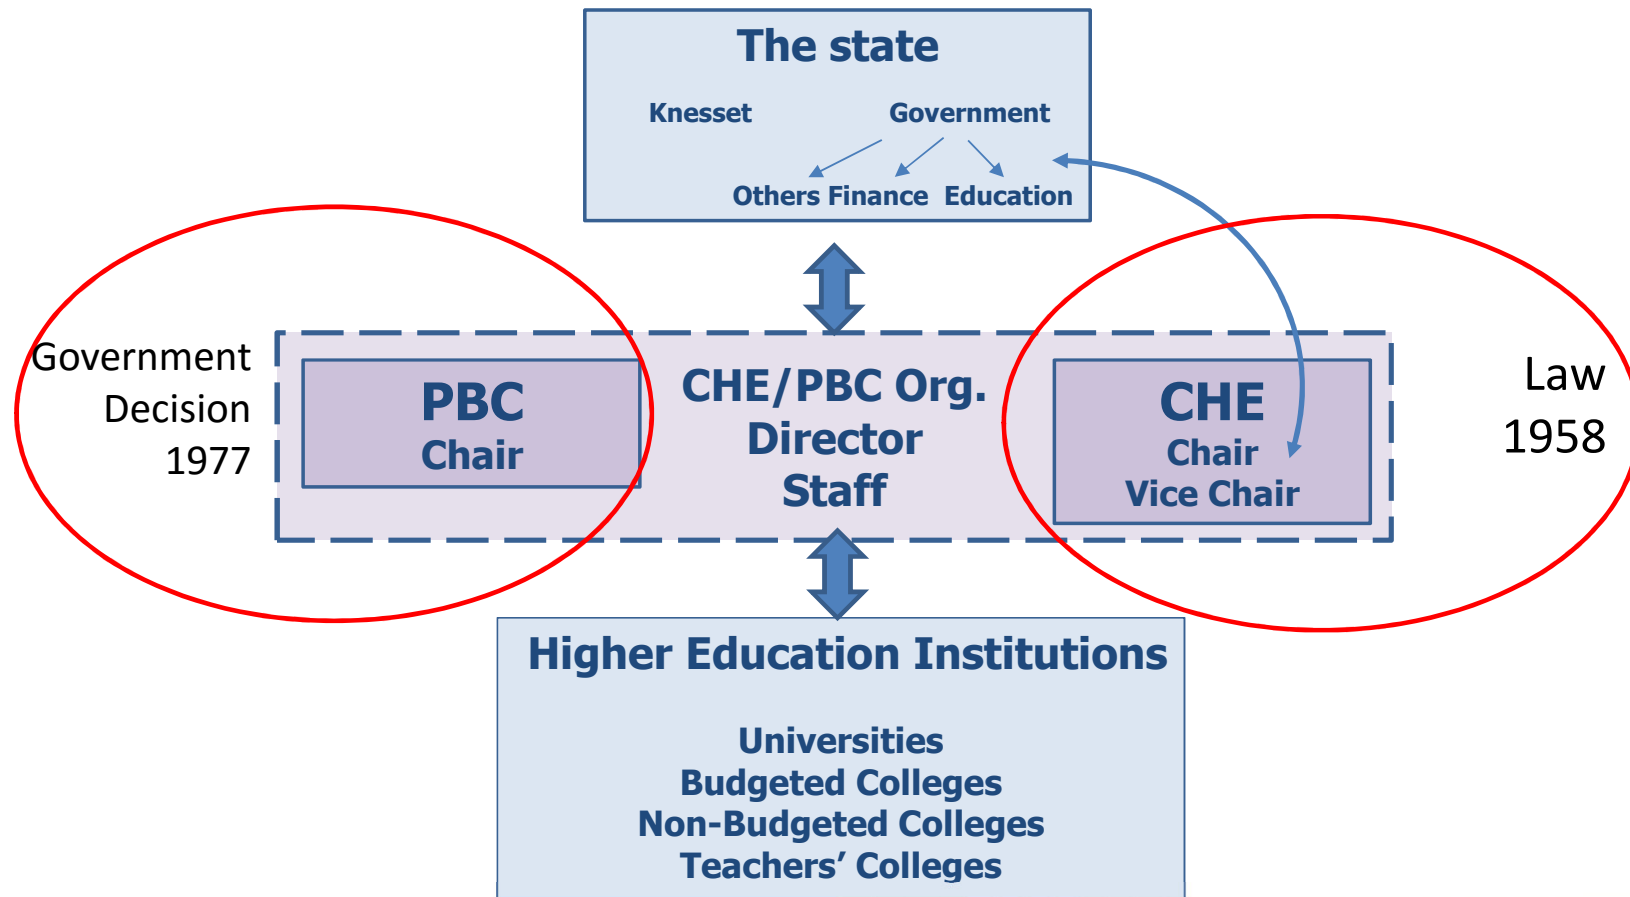 The state
Knesset Government
Others Finance Education
Government
Decision
1977
PBC
Chair
CHE/PBC Org.
Director
Staff
CHE
Chair
Vice Chair
Law
1958
Higher Education Institutions
Universities
Budgeted Colleges
Non-Budgeted Colleges
Teachers’ Colleges